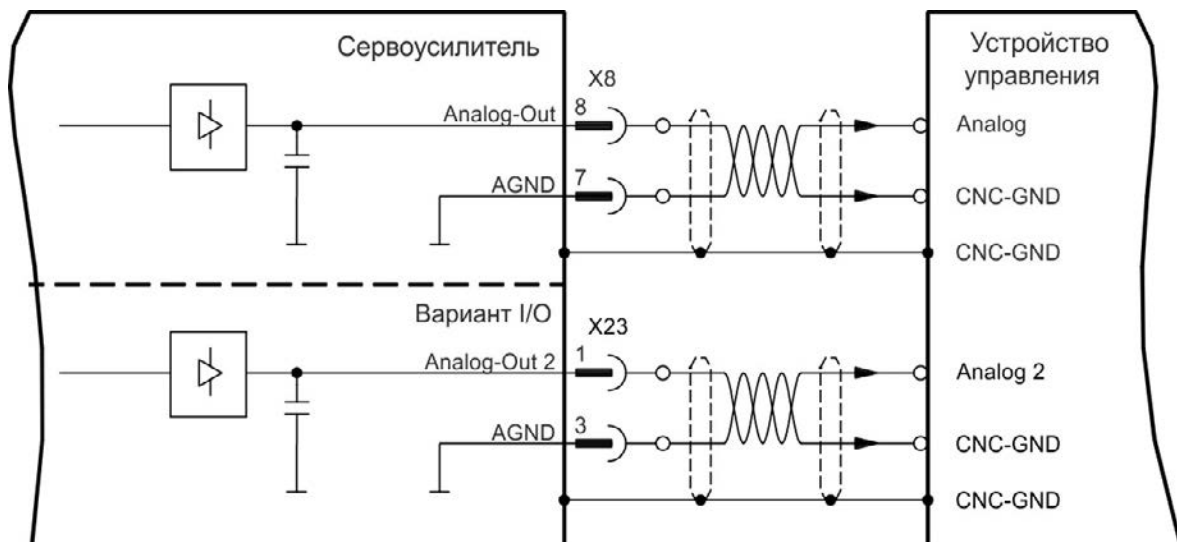 Сервоусилитель
Устройство
управления
X8
Analog-Out
8
Analog
AGND
7
CNC-GND
CNC-GND
Вариант I/O
X23
Analog-Out 2
1
Analog 2
AGND
3
CNC-GND
CNC-GND